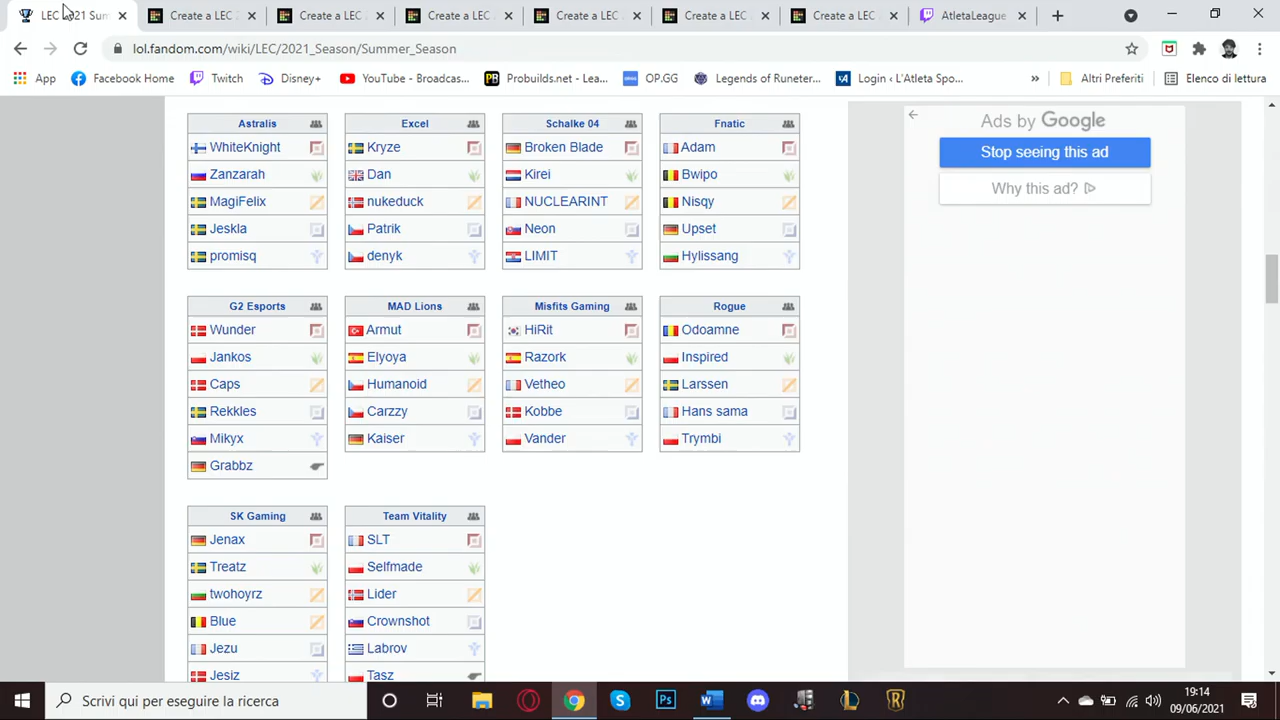 LEC 2021 Sum
Create a LEC
Create a LEC
Create a LEC
Create a LEC
Create a LEC
Create a LEC
AtletaLeague
lol.fandom.com/wiki/LEC/2021_Season/Summer_Season
App
Facebook Home
Twitch
Disney+
YouTube - Broadcas...
Probuilds.net - Lea...
OP.GG
Legends of Runeter...
Login ‹ L'Atleta Spo...
»
Altri Preferiti
Elenco di lettura
Astralis
WhiteKnight
Zanzarah
MagiFelix
Jeskla
promisq
Excel
Kryze
Dan
nukeduck
Patrik
denyk
Schalke 04
Broken Blade
Kirei
NUCLEARINT
Neon
LIMIT
Fnatic
Adam
Bwipo
Nisqy
Upset
Hylissang
Ads by Google
Stop seeing this ad
Why this ad?
G2 Esports
Wunder
Jankos
Caps
Rekkles
Mikyx
Grabbz
MAD Lions
Armut
Elyoya
Humanoid
Carzzy
Kaiser
Misfits Gaming
HiRit
Razork
Vetheo
Kobbe
Vander
Rogue
Odoamne
Inspired
Larssen
Hans sama
Trymbi
SK Gaming
Jenax
Treatz
twohoyrz
Blue
Jezu
Jesiz
Team Vitality
SLT
Selfmade
Lider
Crownshot
Labrov
Tasz
Scrivi qui per eseguire la ricerca
19:14
09/06/2021